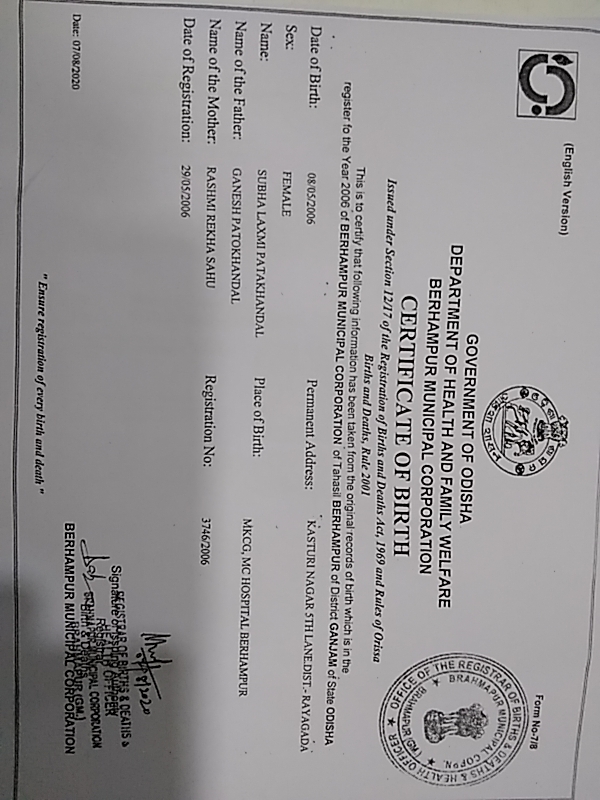 (English Version)
Form No-7/8
GOVERNMENT OF ODISHA
DEPARTMENT OF HEALTH AND FAMILY WELFARE
BERHAMPUR MUNICIPAL CORPORATION
CERTIFICATE OF BIRTH
Issued under Section 12/17 of the Registration of Births and Deaths Act, 1969 and Rules of Orissa
Births and Deaths, Rule 2001
This is to certify that following information has been taken from the original records of birth which is in the
register fo the Year 2006 of BERHAMPUR MUNICIPAL CORPORATION of Tahasil BERHAMPUR of District GANJAM of State ODISHA
Date of Birth: 08/05/2006 Permanent Address: KASTURI NAGAR 5TH LANE.DIST.- RAYAGADA
Sex: FEMALE
Name: SUBHA LAXMI PATAKHANDAL Place of Birth: MKCG, MC HOSPITAL BERHAMPUR
Name of the Father: GANESH PATOKHANDAL
Name of the Mother: RASHMI REKHA SAHU Registration No: 3746/2006
Date of Registration: 29/05/2006
OFFICE OF THE REGISTRAR OF BIRTHS & DEATHS & HEALTH OFFICER
BRAHMAPUR MUNICIPAL CORPN.
Signature of Issuing
REGISTRAR OF BIRTHS & DEATHS &
BERHAMPUR MUNICIPAL CORPORATION
Date: 07/08/2020
" Ensure registration of every birth and death "